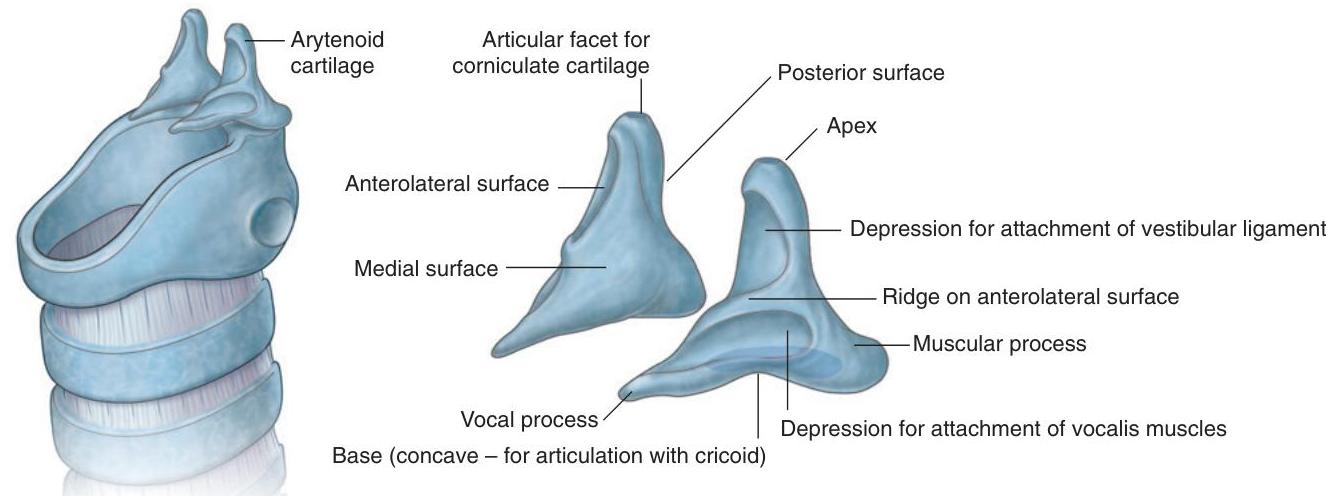 Arytenoid
cartilage
Articular facet for
corniculate cartilage
Posterior surface
Apex
Anterolateral surface
Depression for attachment of vestibular ligament
Medial surface
Ridge on anterolateral surface
Muscular process
Vocal process
Depression for attachment of vocalis muscles
Base (concave – for articulation with cricoid)